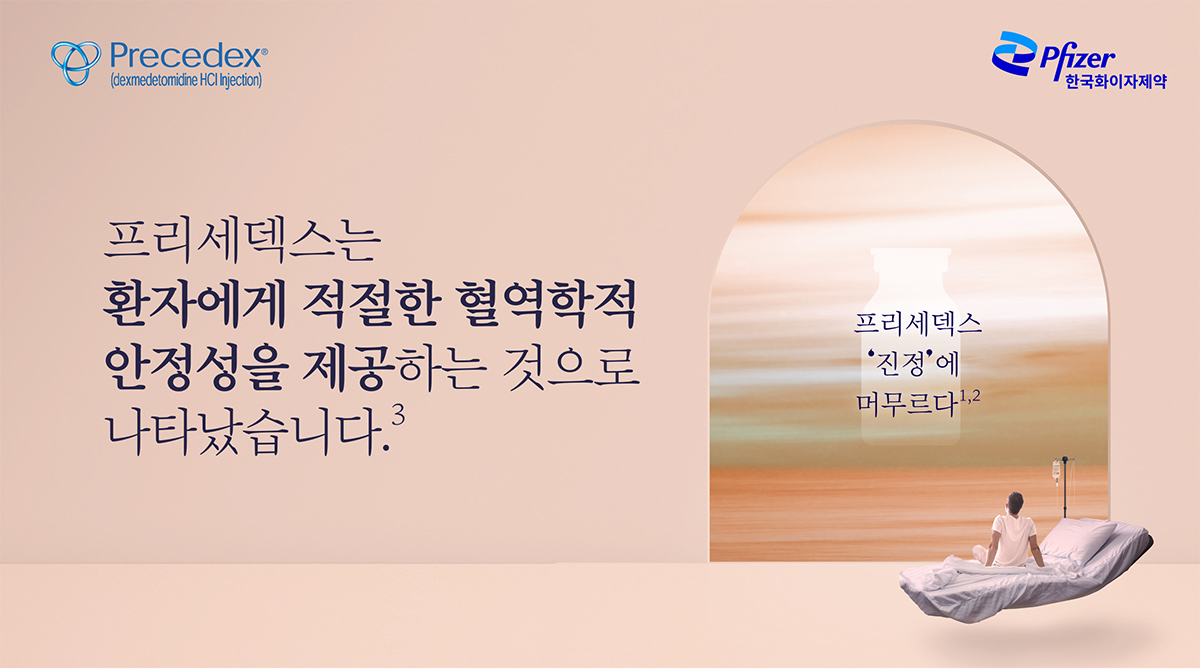 Precedex®
(dexmedetomidine HCl Injection)
Pfizer
한국화이자제약
프리세덱스는
환자에게 적절한 혈역학적
안정성을 제공하는 것으로
나타났습니다.3
프리세덱스
‘진정’에
머무르다1,2